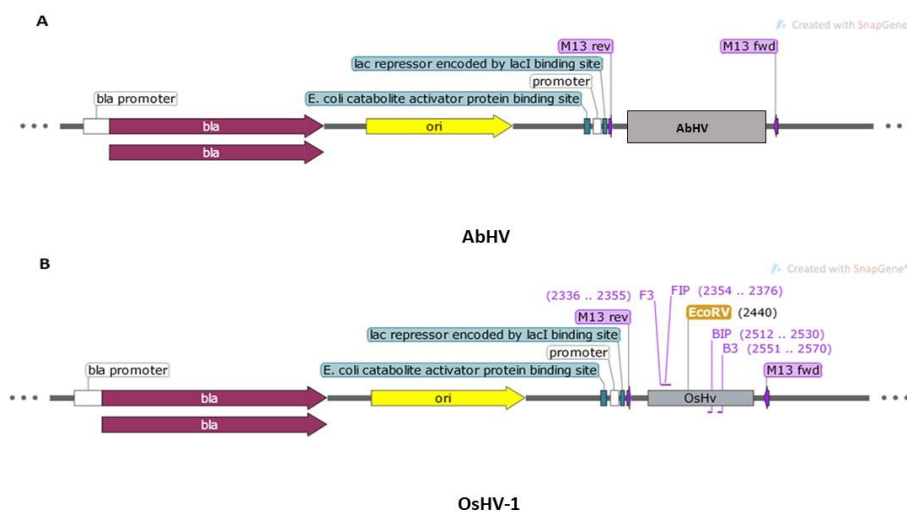 A
Created with SnapGene
M13 rev
M13 fwd
lac repressor encoded by lacI binding site
promoter
bla promoter
E. coli catabolite activator protein binding site
bla
ori
AbHV
bla
AbHV
B
Created with SnapGene
(2336 .. 2355) F3
FIP (2354 .. 2376)
M13 rev
EcoRV (2440)
lac repressor encoded by lacI binding site
BIP (2512 .. 2530)
promoter
B3 (2551 .. 2570)
bla promoter
E. coli catabolite activator protein binding site
M13 fwd
bla
ori
OsHv
bla
OsHV-1